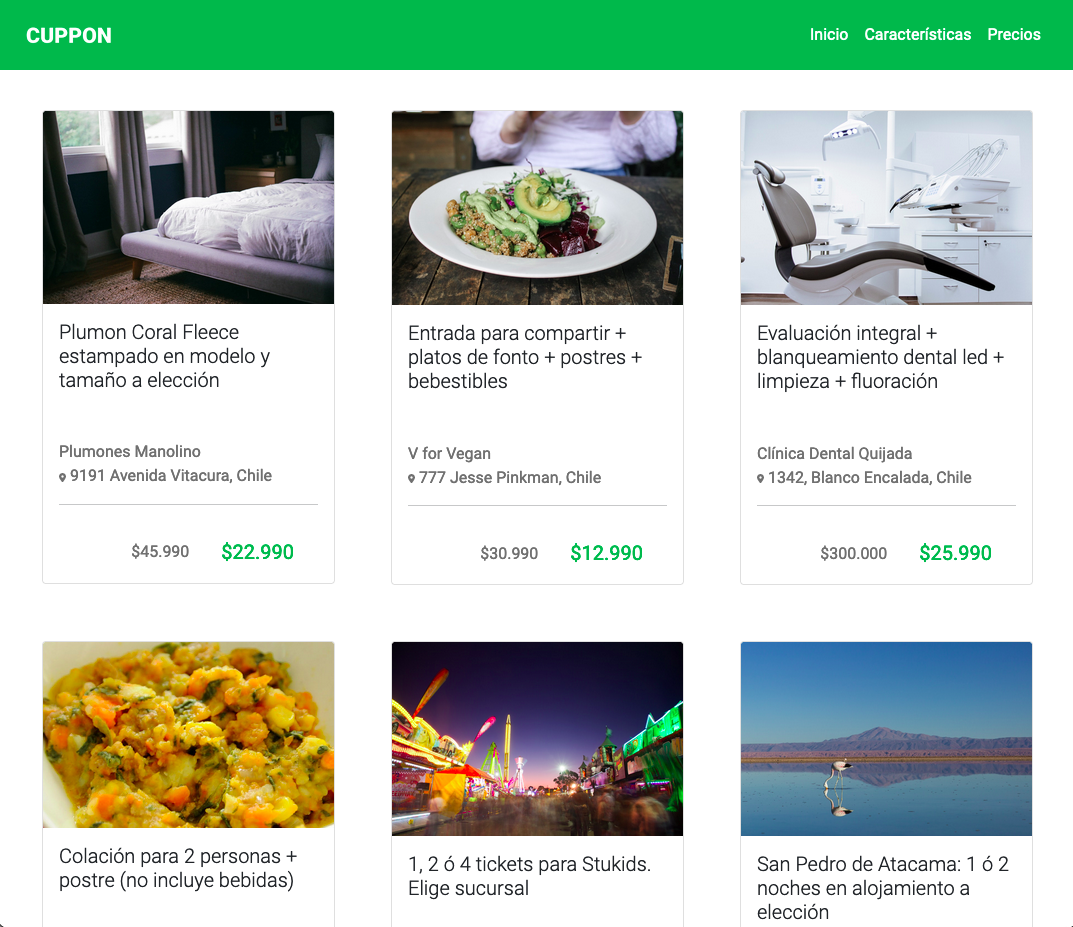 CUPPON
Inicio Características Precios
Plumon Coral Fleece
estampado en modelo y
tamaño a elección
Plumones Manolino
9191 Avenida Vitacura, Chile
$45.990 $22.990
Entrada para compartir +
platos de fonto + postres +
bebestibles
V for Vegan
777 Jesse Pinkman, Chile
$30.990 $12.990
Evaluación integral +
blanqueamiento dental led +
limpieza + fluoración
Clínica Dental Quijada
1342, Blanco Encalada, Chile
$300.000 $25.990
Colación para 2 personas +
postre (no incluye bebidas)
1, 2 ó 4 tickets para Stukids.
Elige sucursal
San Pedro de Atacama: 1 ó 2
noches en alojamiento a
elección